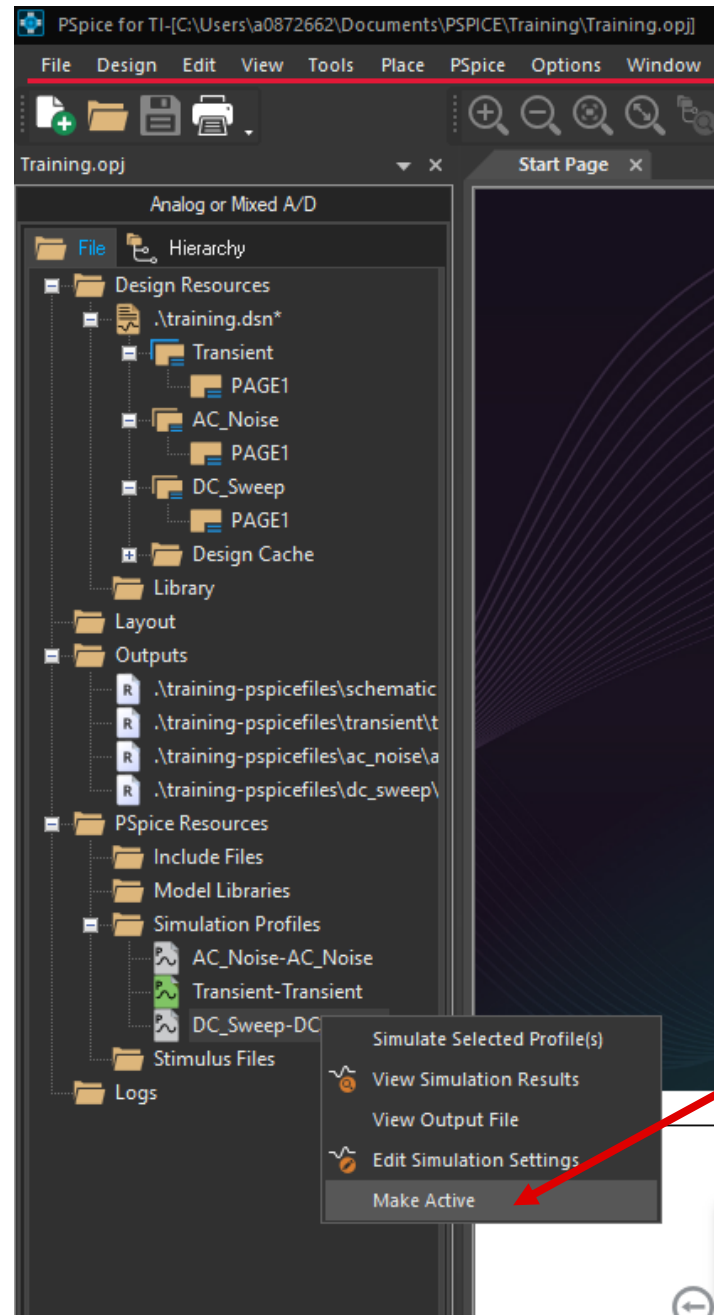 PSpice for TI-[C:\Users\a0872662\Documents\PSPICE\Training\Training.opj]
File Design Edit View Tools Place PSpice Options Window
Training.opj
Start Page
Analog or Mixed A/D
File Hierarchy
Design Resources
.\training.dsn*
Transient
PAGE1
AC_Noise
PAGE1
DC_Sweep
PAGE1
Design Cache
Library
Layout
Outputs
R .\training-pspicefiles\schematic
R .\training-pspicefiles\transient\t
R .\training-pspicefiles\ac_noise\a
R .\training-pspicefiles\dc_sweep\
PSpice Resources
Include Files
Model Libraries
Simulation Profiles
AC_Noise-AC_Noise
Transient-Transient
DC_Sweep-DC
Stimulus Files
Logs
Simulate Selected Profile(s)
View Simulation Results
View Output File
Edit Simulation Settings
Make Active